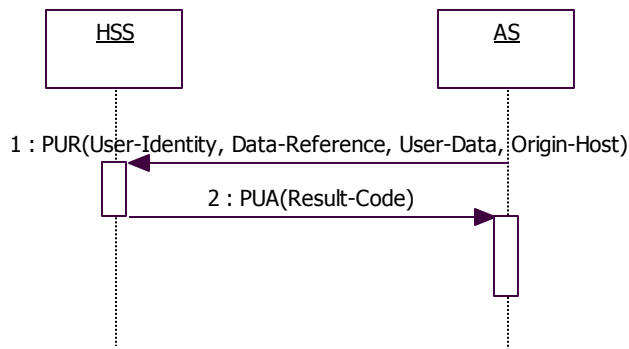 HSS
AS
1 : PUR(User-Identity, Data-Reference, User-Data, Origin-Host)
2 : PUA(Result-Code)